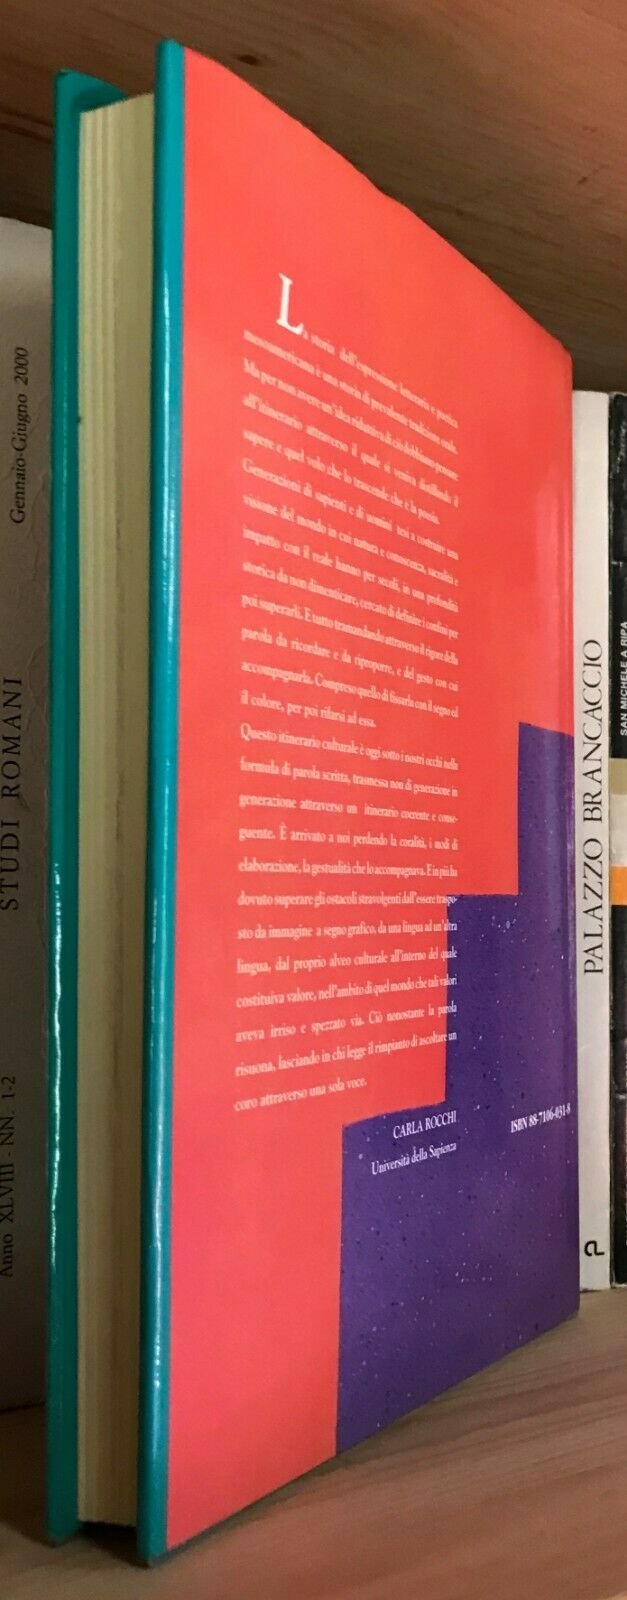 La storia dell'espressione letteraria e poetica
mesoamericana è una storia di prevalente tradizione orale.
Ma per non avere un'idea riduttiva di ciò dobbiamo pensare
all'itinerario attraverso il quale si veniva distillando il
sapere e quel volo che lo trascende che è la poesia.
Generazioni di sapienti e di uomini tesi a costruire una
visione del mondo in cui natura e conoscenza, sacralità e
impatto con il reale hanno per secoli, in una profondità
storica da non dimenticare, cercato di definire i confini per
poi superarli. E tutto tramandando attraverso il rigore della
parola da ricordare e da riproporre, e del gesto con cui
accompagnarla. Compreso quello di fissarla con il segno ed
il colore, per poi rifarsi ad essa.
Questo itinerario culturale è oggi sotto i nostri occhi nella
formula di parola scritta, trasmessa non di generazione in
generazione attraverso un itinerario coerente e conse-
guente. È arrivato a noi perdendo la coralità, i modi di
elaborazione, la gestualità che lo accompagnava. E in più ha
dovuto superare gli ostacoli stravolgenti dall'essere traspo-
sto da immagine a segno grafico, da una lingua ad un'altra
lingua, dal proprio alveo culturale all'interno del quale
costituiva valore, nell'ambito di quel mondo che tali valori
aveva irriso e spezzato via. Ciò nonostante la parola
risuona, lasciando in chi legge il rimpianto di ascoltare un
coro attraverso una sola voce.
CARLA ROCCHI
Università della Sapienza
ISBN 88-7106-031-8
Gennaio-Giugno 2000
STUDI ROMANI
Anno XLVIII - NN. 1-2
PALAZZO BRANCACCIO
SAN MICHELE A RIPA